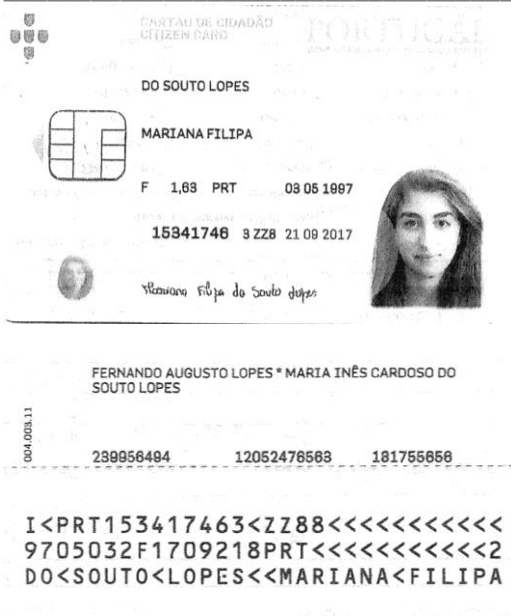 CARTÃO DE CIDADÃO
CITIZEN CARD
PORTUGAL
DO SOUTO LOPES
MARIANA FILIPA
F 1,63 PRT 03 05 1997
15341746 3 ZZ8 21 09 2017
Mariana Filipa do Souto Lopes
FERNANDO AUGUSTO LOPES * MARIA INÊS CARDOSO DO
SOUTO LOPES
004.003.11
239956494 12052476563 181755656
I<PRT153417463<ZZ88<<<<<<<<<<<
9705032F1709218PRT<<<<<<<<<<<2
DO<SOUTO<LOPES<<MARIANA<FILIPA